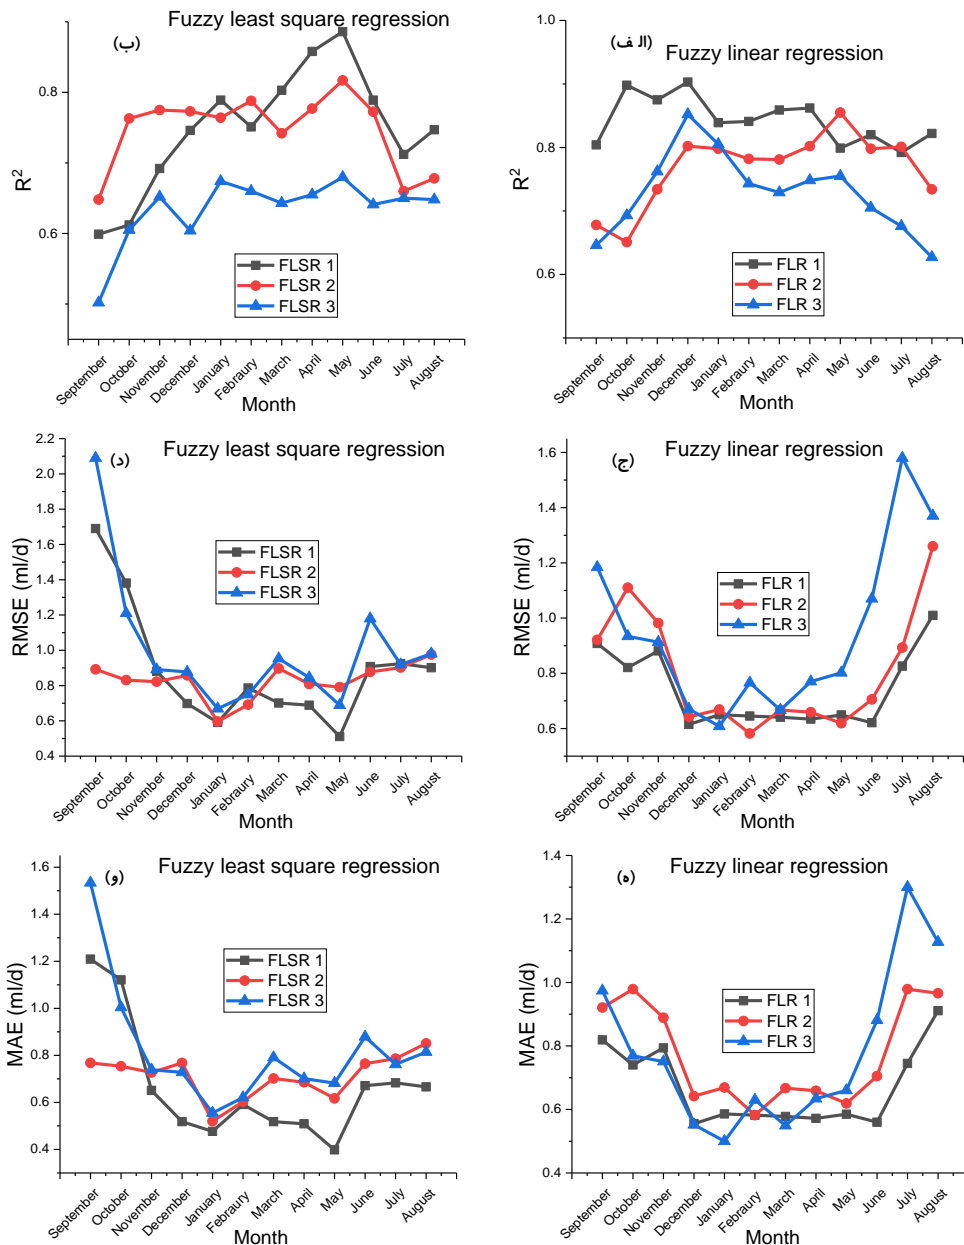 Fuzzy least square regression
(ب)
R2
0.8
0.6
FLSR 1
FLSR 2
FLSR 3
September
October
November
December
January
Febraury
March
April
May
June
July
August
Month
Fuzzy linear regression
(الف)
R2
1.0
0.8
0.6
FLR 1
FLR 2
FLR 3
September
October
November
December
January
Febraury
March
April
May
June
July
August
Month
Fuzzy least square regression
(د)
RMSE (ml/d)
2.2
2.0
1.8
1.6
1.4
1.2
1.0
0.8
0.6
0.4
FLSR 1
FLSR 2
FLSR 3
September
October
November
December
January
Febraury
March
April
May
June
July
August
Month
Fuzzy linear regression
(ج)
RMSE (ml/d)
1.6
1.4
1.2
1.0
0.8
0.6
FLR 1
FLR 2
FLR 3
September
October
November
December
January
Febraury
March
April
May
June
July
August
Month
Fuzzy least square regression
(و)
MAE (ml/d)
1.6
1.4
1.2
1.0
0.8
0.6
0.4
FLSR 1
FLSR 2
FLSR 3
September
October
November
December
January
Febraury
March
April
May
June
July
August
Month
Fuzzy linear regression
(ه)
MAE (ml/d)
1.4
1.2
1.0
0.8
0.6
0.4
FLR 1
FLR 2
FLR 3
September
October
November
December
January
Febraury
March
April
May
June
July
August
Month